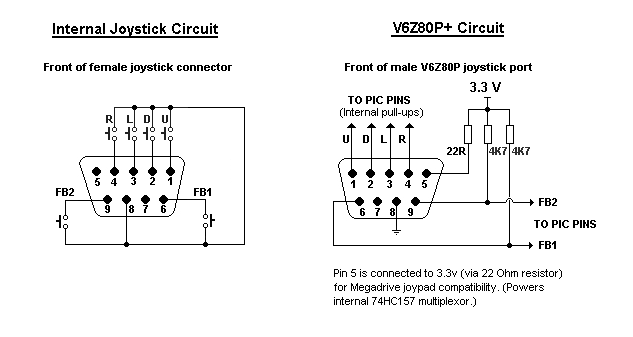 Internal Joystick Circuit
V6Z80P+ Circuit
Front of female joystick connector
Front of male V6Z80P joystick port
3.3 V
TO PIC PINS
(Internal pull-ups)
R L D U
U D L R
22R 4K7 4K7
5 4 3 2 1
1 2 3 4 5
FB2 FB1
9 8 7 6
6 7 8 9
FB2
TO PIC PINS
FB1
Pin 5 is connected to 3.3v (via 22 Ohm resistor)
for Megadrive joypad compatibility. (Powers
internal 74HC157 multiplexor.)